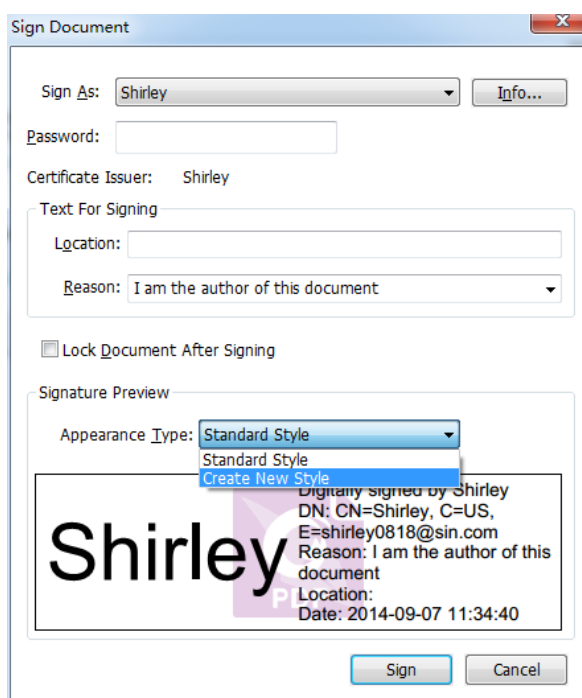 Sign Document
Sign As: Shirley Info...
Password:
Certificate Issuer: Shirley
Text For Signing
Location:
Reason: I am the author of this document
Lock Document After Signing
Signature Preview
Appearance Type: Standard Style
Standard Style
Create New Style
Shirley
Digitally signed by Shirley
DN: CN=Shirley, C=US,
E=shirley0818@sin.com
Reason: I am the author of this
document
Location:
Date: 2014-09-07 11:34:40
PDF
Sign Cancel